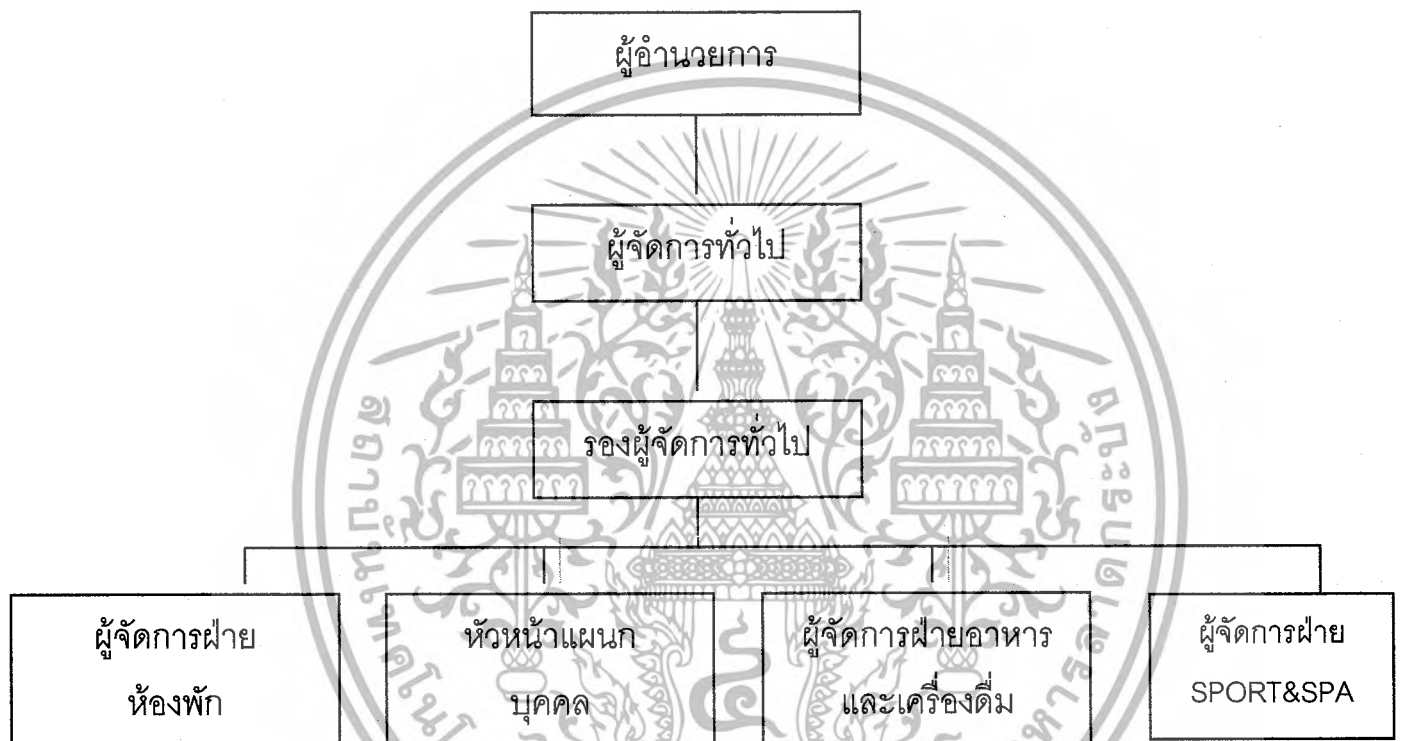 ผู้อำนวยการ
ผู้จัดการทั่วไป
รองผู้จัดการทั่วไป
ผู้จัดการฝ่าย
ห้องพัก
หัวหน้าแผนก
บุคคล
ผู้จัดการฝ่ายอาหาร
และเครื่องดื่ม
ผู้จัดการฝ่าย
SPORT&SPA